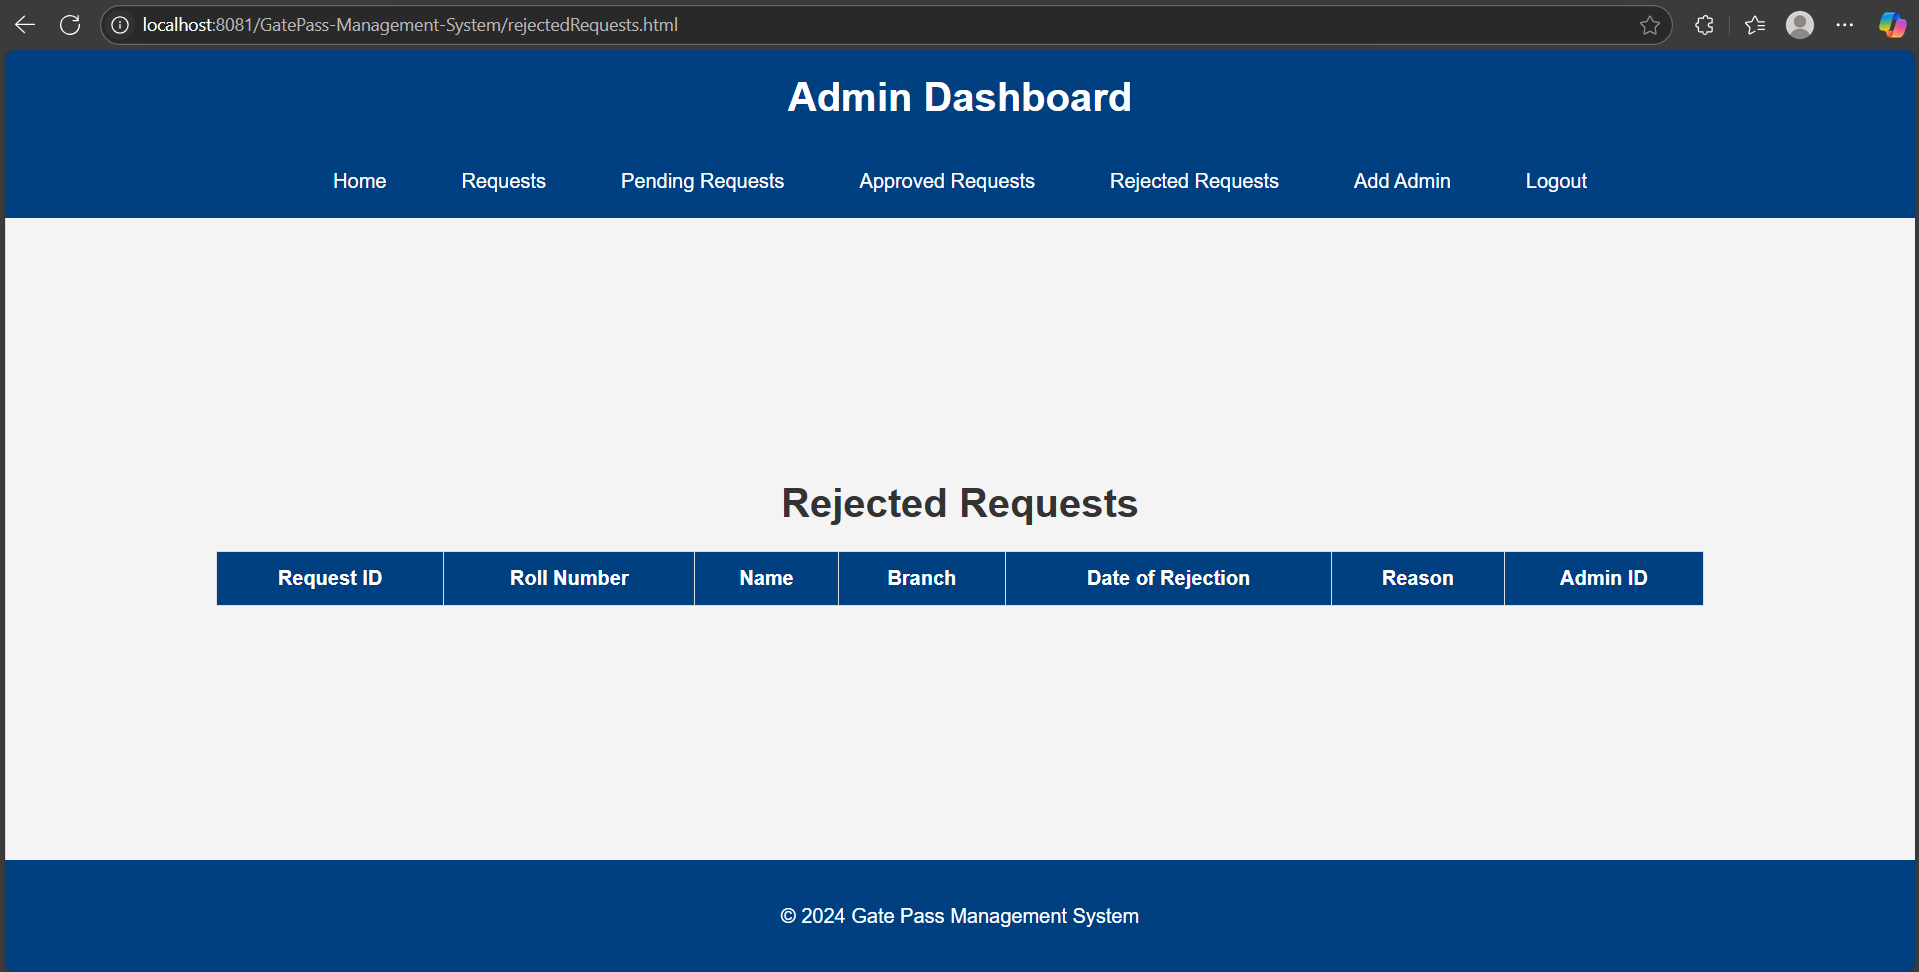 localhost:8081/GatePass-Management-System/rejectedRequests.html
Admin Dashboard
Home Requests Pending Requests Approved Requests Rejected Requests Add Admin Logout
Rejected Requests
Request ID Roll Number Name Branch Date of Rejection Reason Admin ID
© 2024 Gate Pass Management System